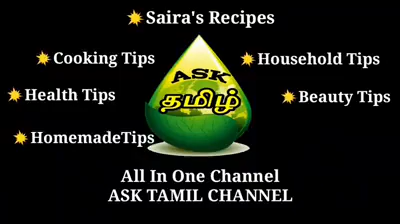 Saira's Recipes
Cooking Tips
Household Tips
ASK
Health Tips
தமிழ்
Beauty Tips
HomemadeTips
All In One Channel
ASK TAMIL CHANNEL